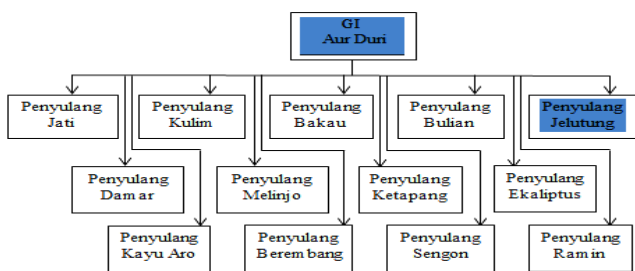 GI
Aur Duri
Penyulang
Jati
Penyulang
Kulim
Penyulang
Bakau
Penyulang
Bulian
Penyulang
Jelutung
Penyulang
Damar
Penyulang
Melinjo
Penyulang
Ketapang
Penyulang
Ekaliptus
Penyulang
Kayu Aro
Penyulang
Berembang
Penyulang
Sengon
Penyulang
Ramin